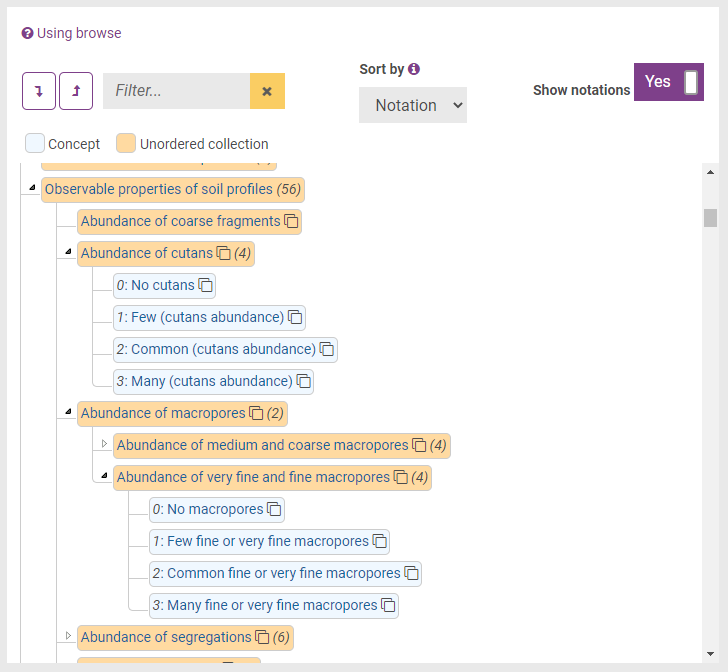 Using browse
Sort by
Filter...
Notation
Show notations
Yes
Concept
Unordered collection
Observable properties of soil profiles (56)
Abundance of coarse fragments
Abundance of cutans (4)
0: No cutans
1: Few (cutans abundance)
2: Common (cutans abundance)
3: Many (cutans abundance)
Abundance of macropores (2)
Abundance of medium and coarse macropores (4)
Abundance of very fine and fine macropores (4)
0: No macropores
1: Few fine or very fine macropores
2: Common fine or very fine macropores
3: Many fine or very fine macropores
Abundance of segregations (6)